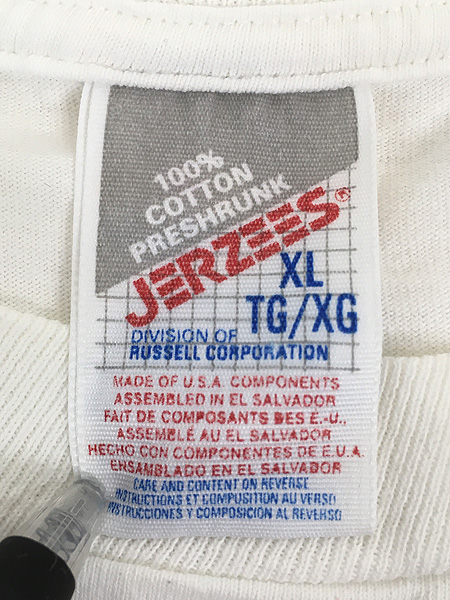 100%
COTTON
PRESHRUNK
JERZEES®
XL
TG/XG
DIVISION OF
RUSSELL CORPORATION
MADE OF U.S.A. COMPONENTS
ASSEMBLED IN EL SALVADOR
FAIT DE COMPOSANTS DES É.-U.,
ASSEMBLÉ AU EL SALVADOR
HECHO CON COMPONENTES DE E.U.A.
ENSAMBLADO EN EL SALVADOR
CARE AND CONTENT ON REVERSE
INSTRUCTIONS ET COMPOSITION AU VERSO
INSTRUCCIONES Y COMPOSICION AL REVERSO